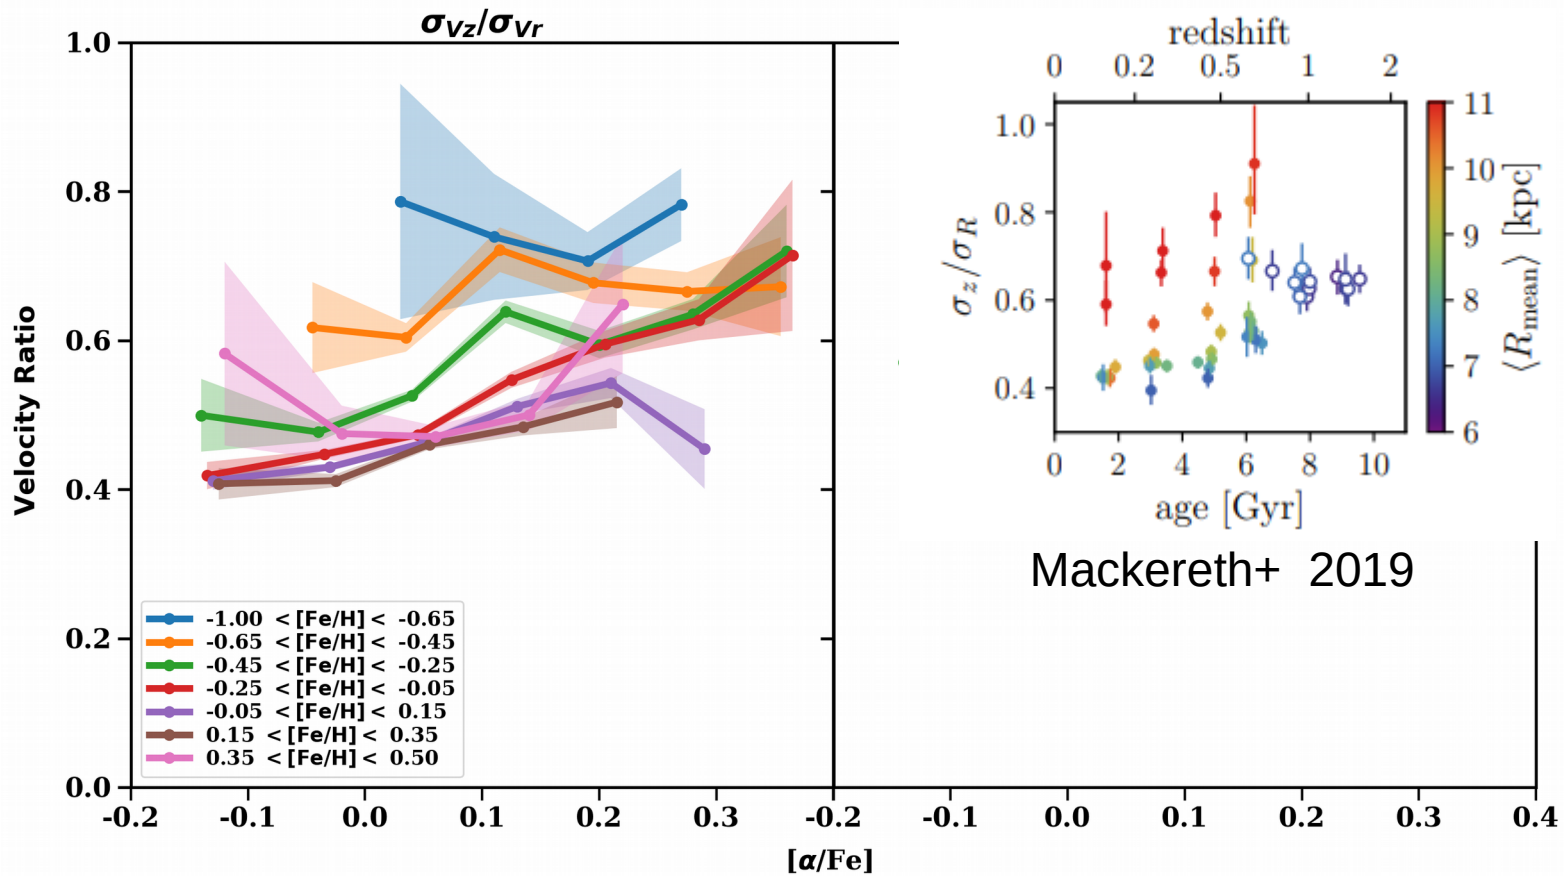 σVz/σVr
1.0
0.8
0.6
0.4
0.2
0.0
Velocity Ratio
-1.00 <[Fe/H]< -0.65
-0.65 <[Fe/H]< -0.45
-0.45 <[Fe/H]< -0.25
-0.25 <[Fe/H]< -0.05
-0.05 <[Fe/H]< 0.15
0.15 <[Fe/H]< 0.35
0.35 <[Fe/H]< 0.50
-0.2 -0.1 0.0 0.1 0.2 0.3 -0.2 -0.1 0.0 0.1 0.2 0.3 0.4
[α/Fe]
redshift
0 0.2 0.5 1 2
1.0
0.8
0.6
0.4
σz/σR
0 2 4 6 8 10
age [Gyr]
11
10
9
8
7
6
⟨Rmean⟩ [kpc]
Mackereth+ 2019